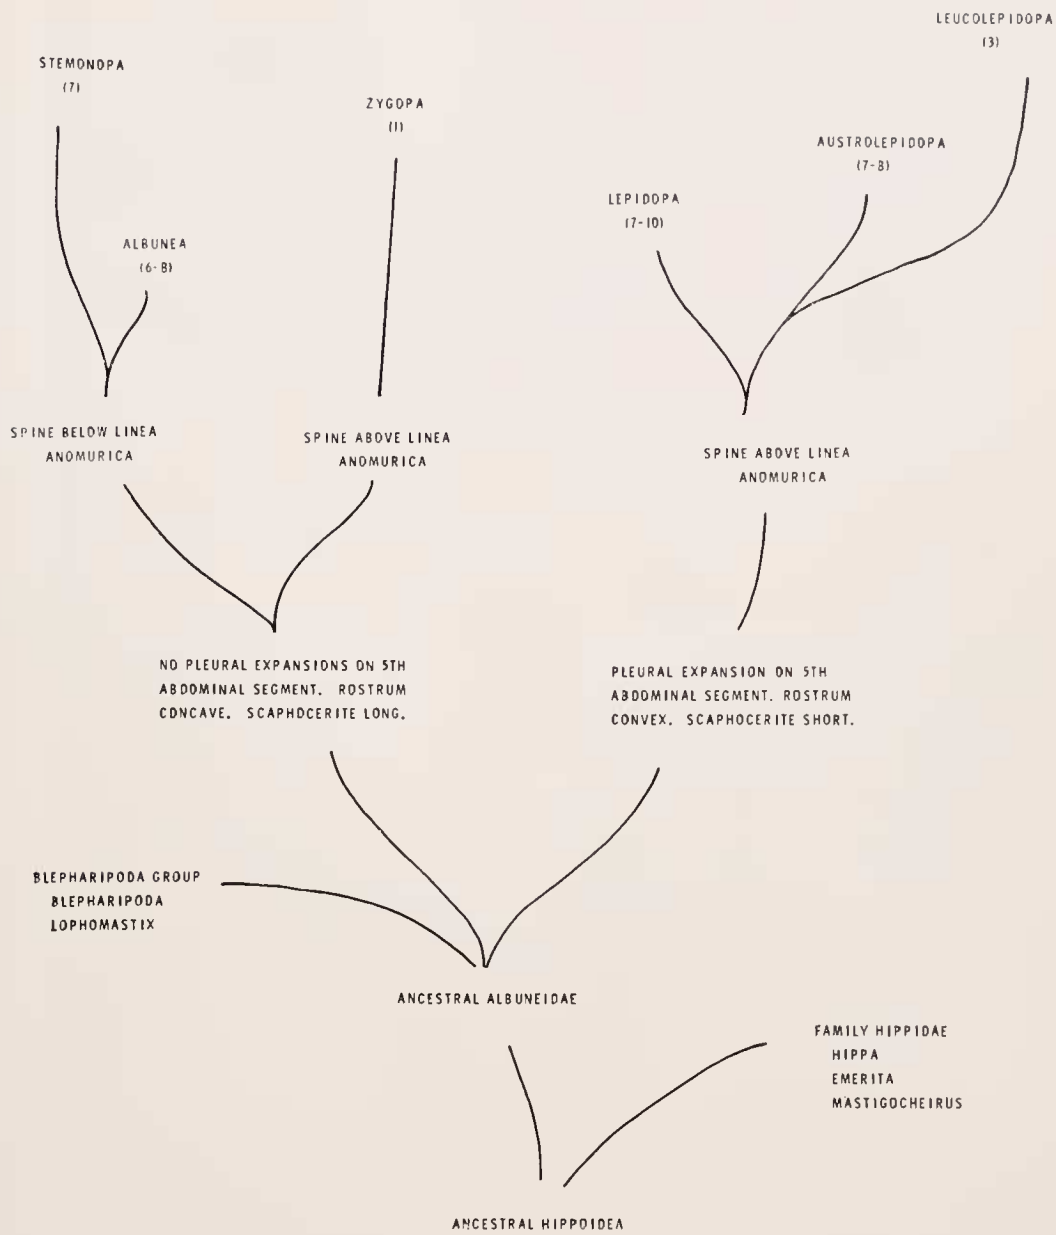 LEUCOLEPIDOPA
(3)
STEMONOPA
(7)
ZYGOPA
(1)
AUSTROLEPIDOPA
(7-8)
LEPIDOPA
(7-10)
ALBUNEA
(6-8)
SPINE BELOW LINEA
ANOMURICA
SPINE ABOVE LINEA
ANOMURICA
SPINE ABOVE LINEA
ANOMURICA
NO PLEURAL EXPANSIONS ON 5TH
ABDOMINAL SEGMENT. ROSTRUM
CONCAVE. SCAPHOCERITE LONG.
PLEURAL EXPANSION ON 5TH
ABDOMINAL SEGMENT. ROSTRUM
CONVEX. SCAPHOCERITE SHORT.
BLEPHARIPODA GROUP
BLEPHARIPODA
LOPHOMASTIX
ANCESTRAL ALBUNEIDAE
FAMILY HIPPIDAE
HIPPA
EMERITA
MASTIGOCHEIRUS
ANCESTRAL HIPPOIDEA